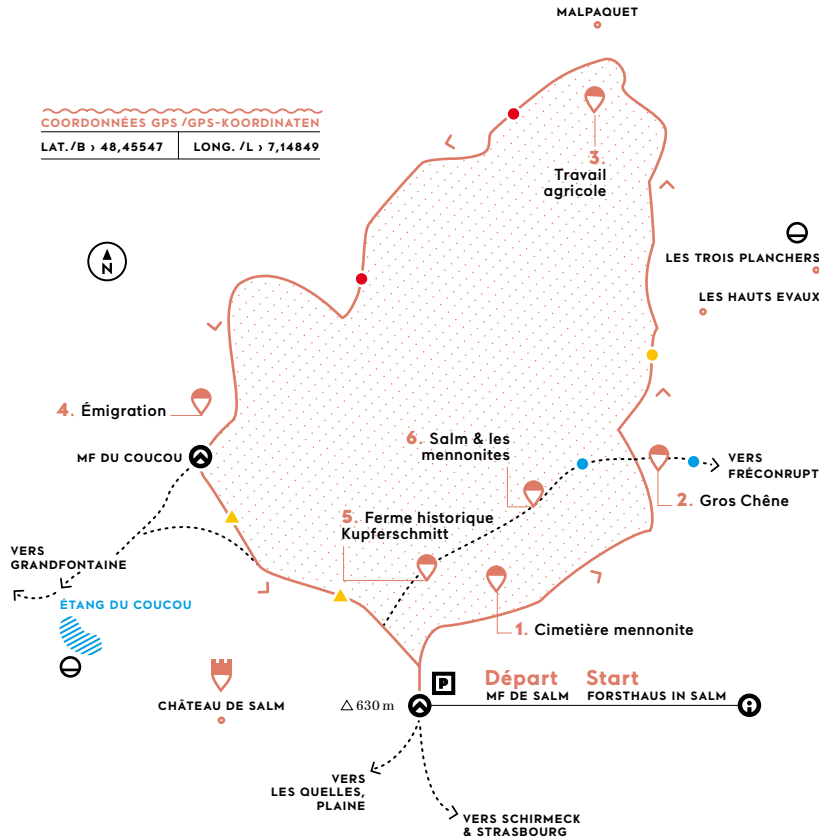 MALPAQUET
COORDONNÉES GPS /GPS-KOORDINATEN
LAT./B › 48,45547
LONG. /L › 7,14849
3.
Travail
agricole
N
LES TROIS PLANCHERS
LES HAUTS EVAUX
4. Émigration
6. Salm & les
mennonites
MF DU COUCOU
VERS
FRÉCONRUPT
2. Gros Chêne
5. Ferme historique
Kupferschmitt
VERS
GRANDFONTAINE
ÉTANG DU COUCOU
1. Cimetière mennonite
P
Départ
MF DE SALM
Start
FORSTHAUS IN SALM
CHÂTEAU DE SALM
△ 630 m
VERS
LES QUELLES,
PLAINE
VERS SCHIRMECK
& STRASBOURG